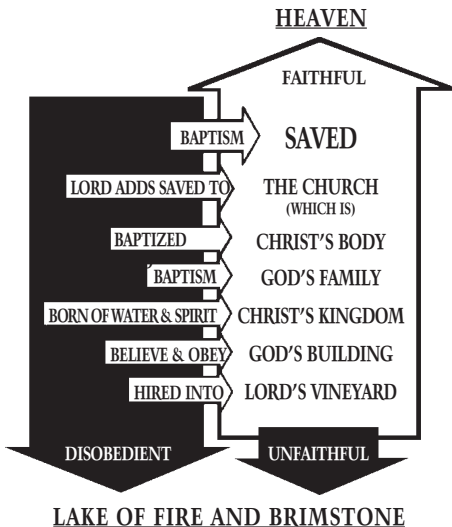 HEAVEN
FAITHFUL
BAPTISM SAVED
LORD ADDS SAVED TO THE CHURCH
(WHICH IS)
BAPTIZED CHRIST'S BODY
BAPTISM GOD'S FAMILY
BORN OF WATER & SPIRIT CHRIST'S KINGDOM
BELIEVE & OBEY GOD'S BUILDING
HIRED INTO LORD'S VINEYARD
DISOBEDIENT UNFAITHFUL
LAKE OF FIRE AND BRIMSTONE